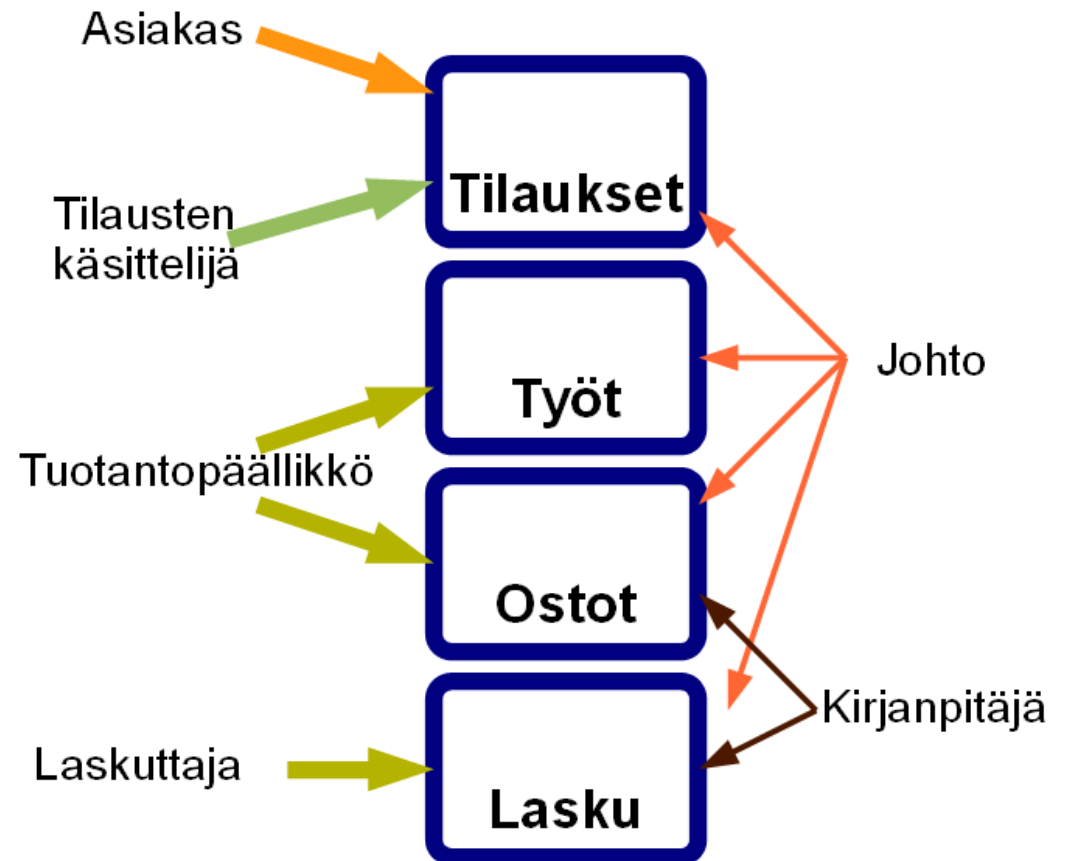 Asiakas
Tilaukset
Tilausten
käsittelijä
Johto
Työt
Tuotantopäällikkö
Ostot
Kirjanpitäjä
Laskuttaja
Lasku